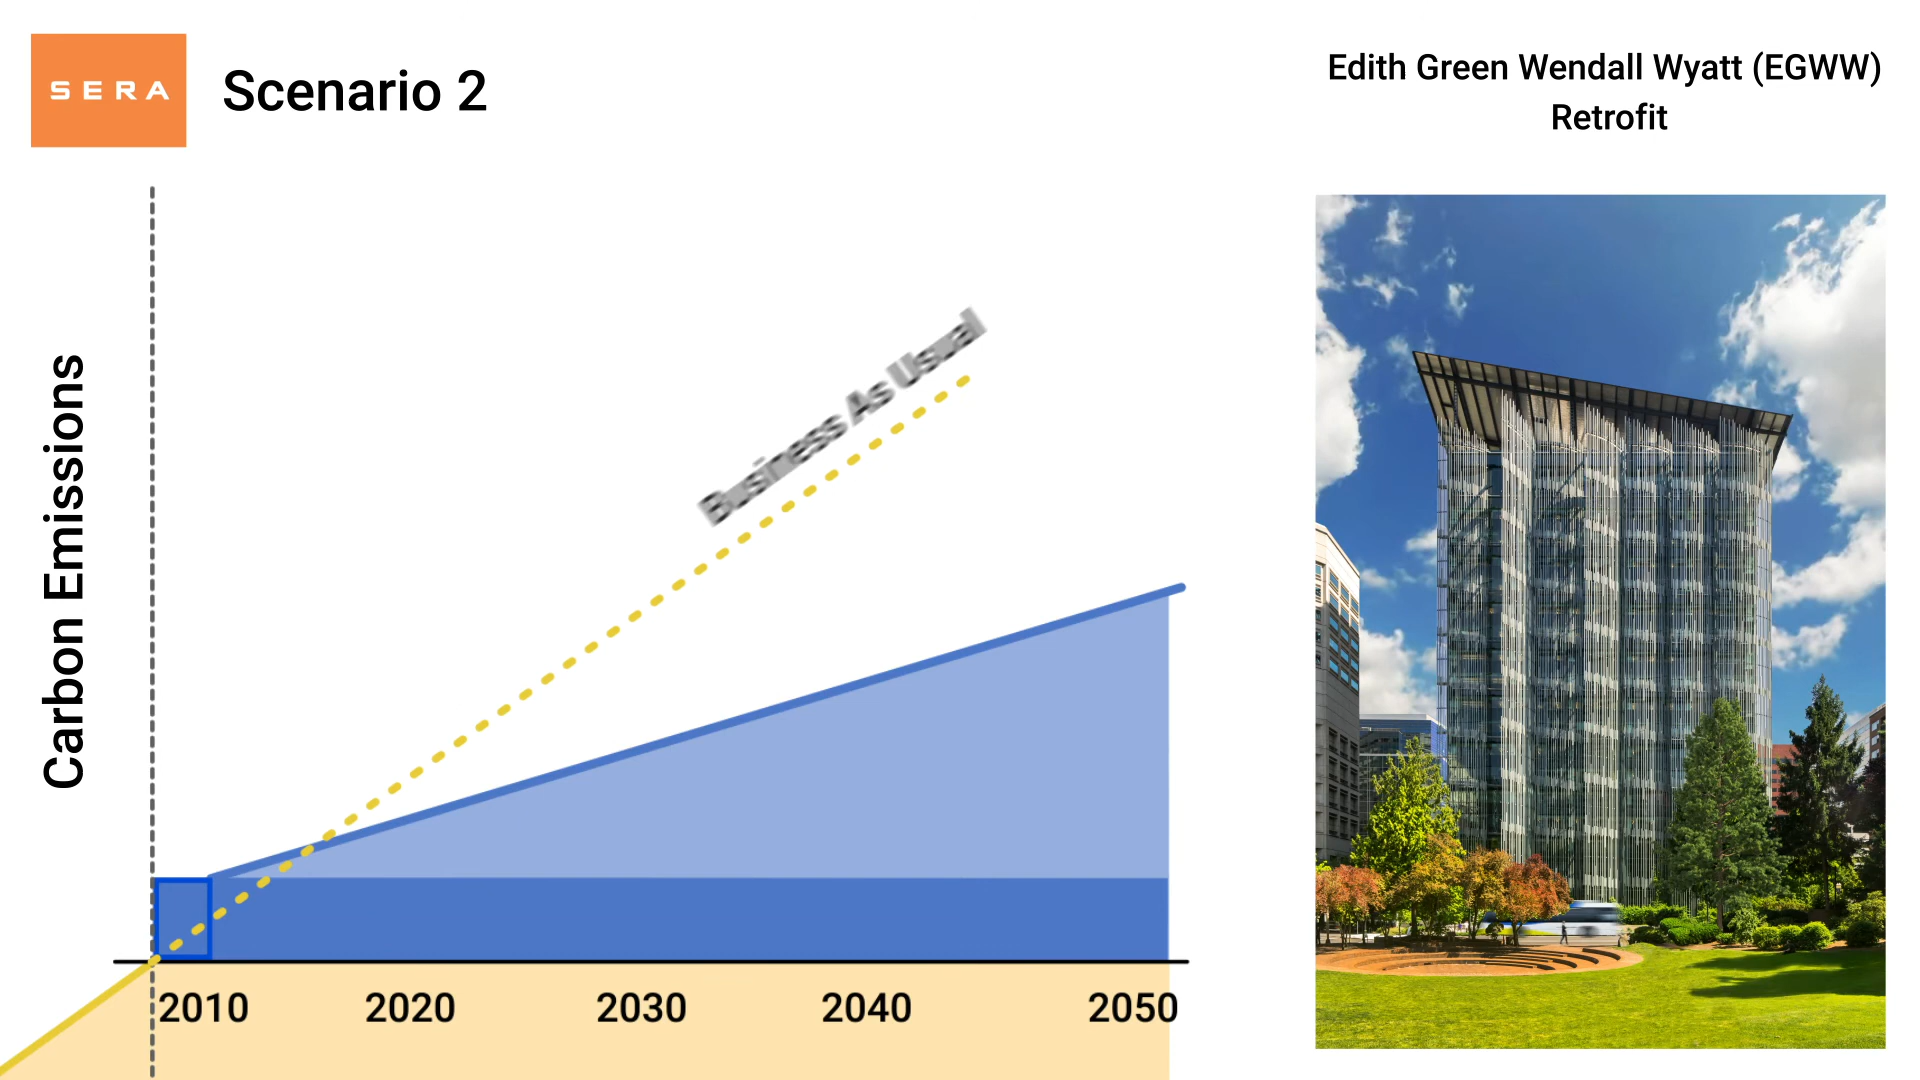 SERA
Scenario 2
Edith Green Wendall Wyatt (EGWW)
Retrofit
Carbon Emissions
Business As Usual
2010 2020 2030 2040 2050